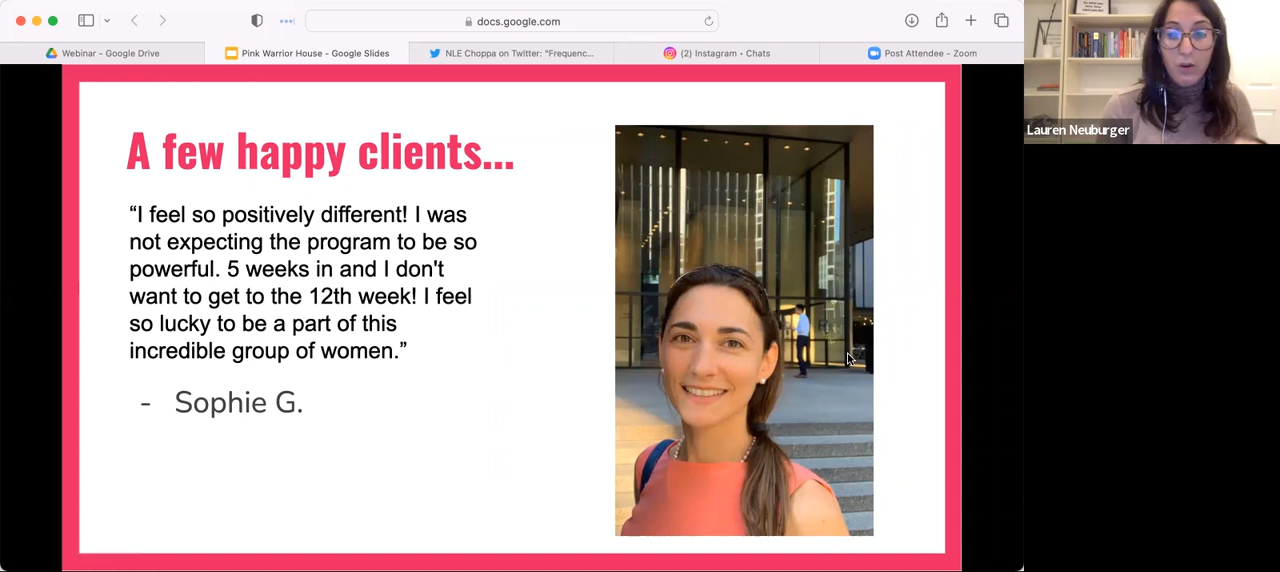 docs.google.com
Webinar - Google Drive
Pink Warrior House - Google Slides
NLE Choppa on Twitter: "Frequenc...
(2) Instagram • Chats
Post Attendee - Zoom
Lauren Neuburger
A few happy clients...
“I feel so positively different! I was
not expecting the program to be so
powerful. 5 weeks in and I don't
want to get to the 12th week! I feel
so lucky to be a part of this
incredible group of women.”
- Sophie G.